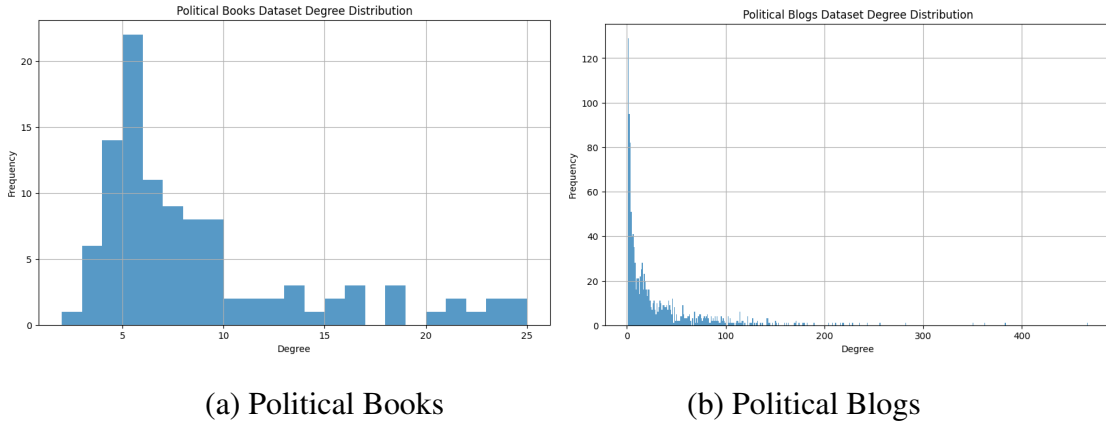 Political Books Dataset Degree Distribution
Frequency
20
15
10
5
0
5
10
15
20
25
Degree
(a) Political Books
Political Blogs Dataset Degree Distribution
Frequency
120
100
80
60
40
20
0
0
100
200
300
400
Degree
(b) Political Blogs